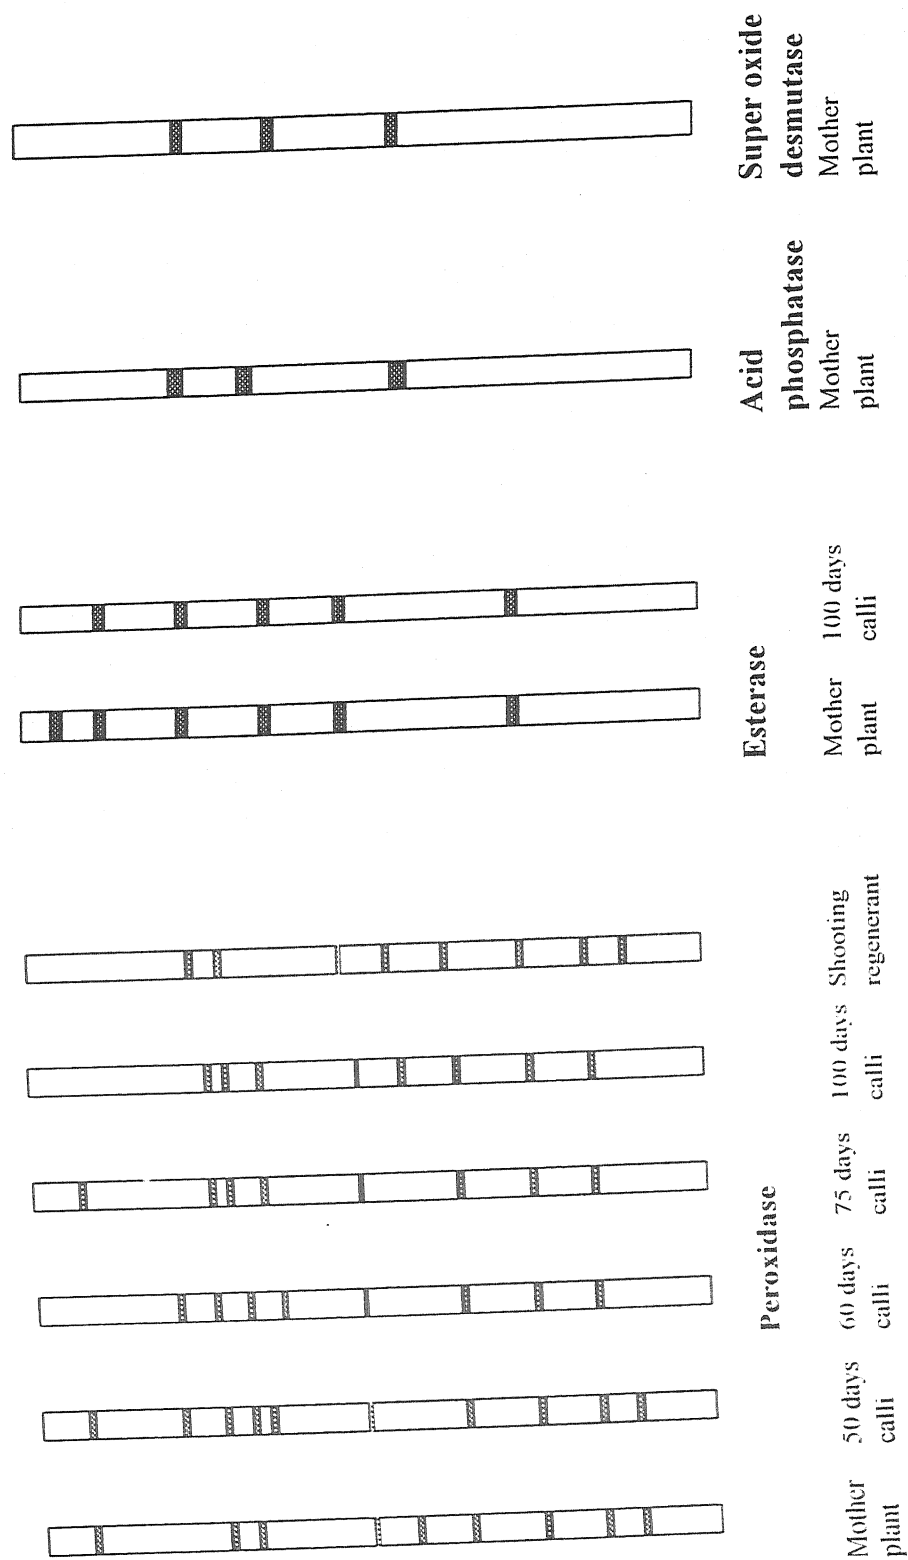 Mother
plant
50 days
calli
60 days
calli
75 days
calli
100 days
calli
Shooting
regenerant
Peroxidase
Mother
plant
100 days
calli
Esterase
Acid
phosphatase
Mother
plant
Super oxide
desmutase
Mother
plant